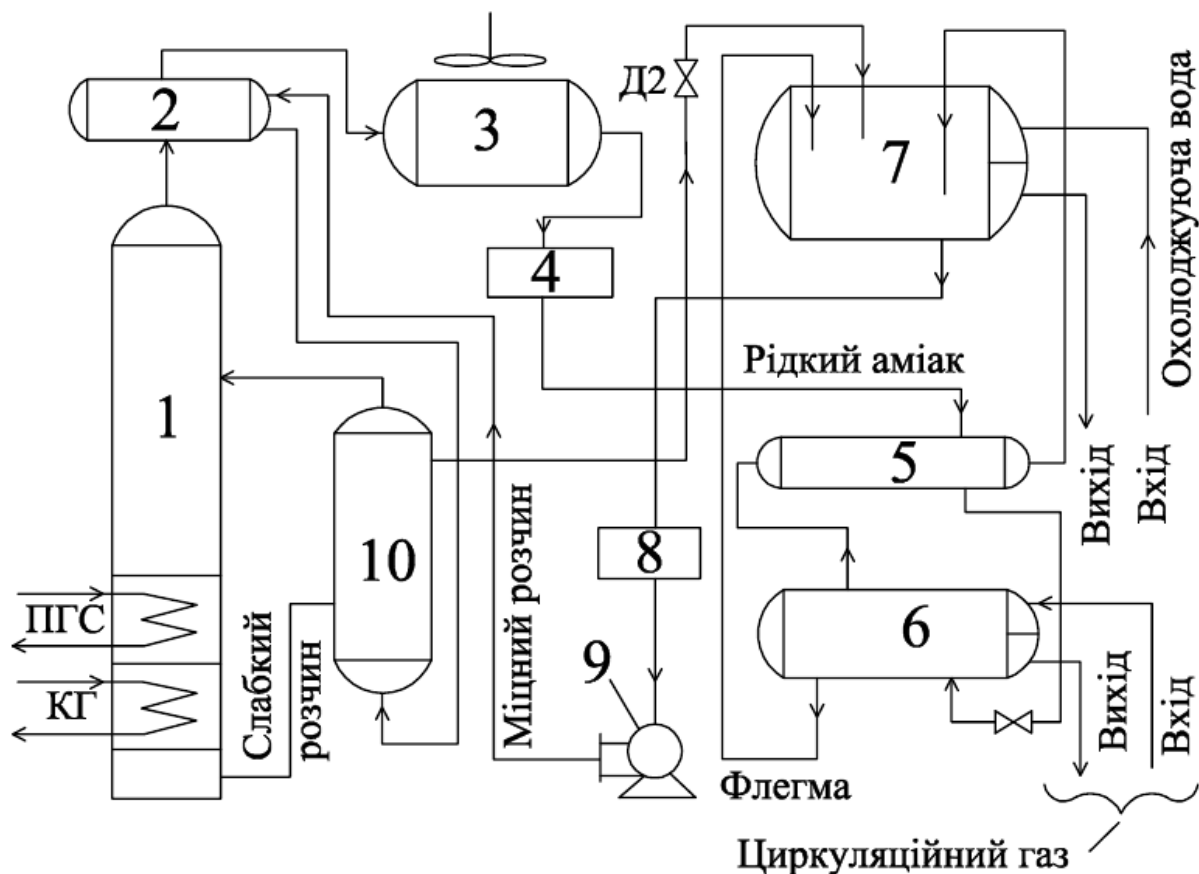 2
3
Д2
7
Охолоджуюча вода
4
Рідкий аміак
1
5
Вихід
Вхід
10
Міцний розчин
8
6
ПГС
КГ
Слабкий
розчин
9
Вихід
Вхід
Флегма
Циркуляційний газ